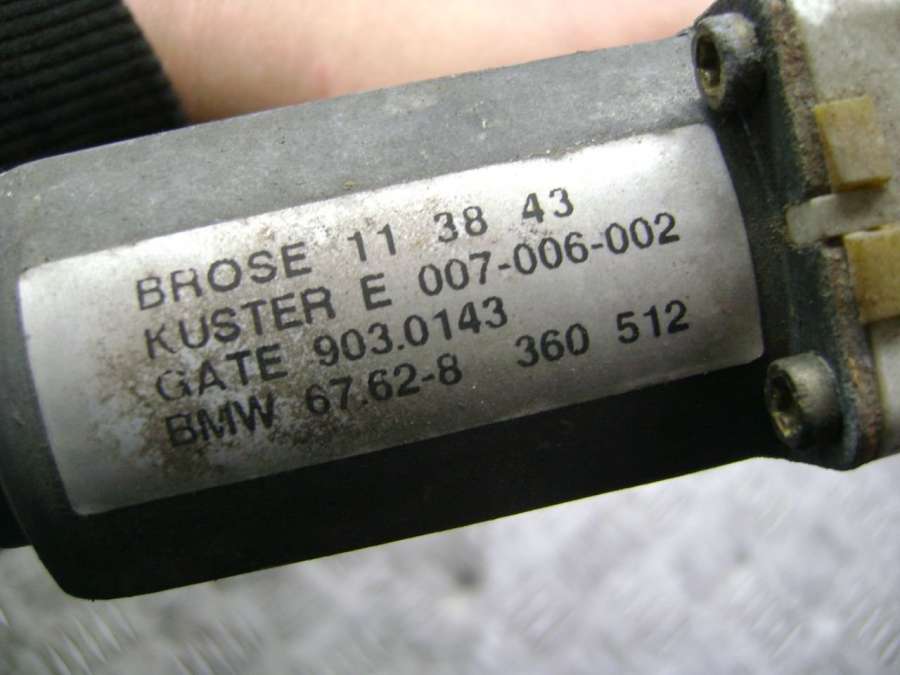 BROSE 11 38 43
KUSTER E 007-006-002
GATE 903.0143
BMW 67.62-8 360 512